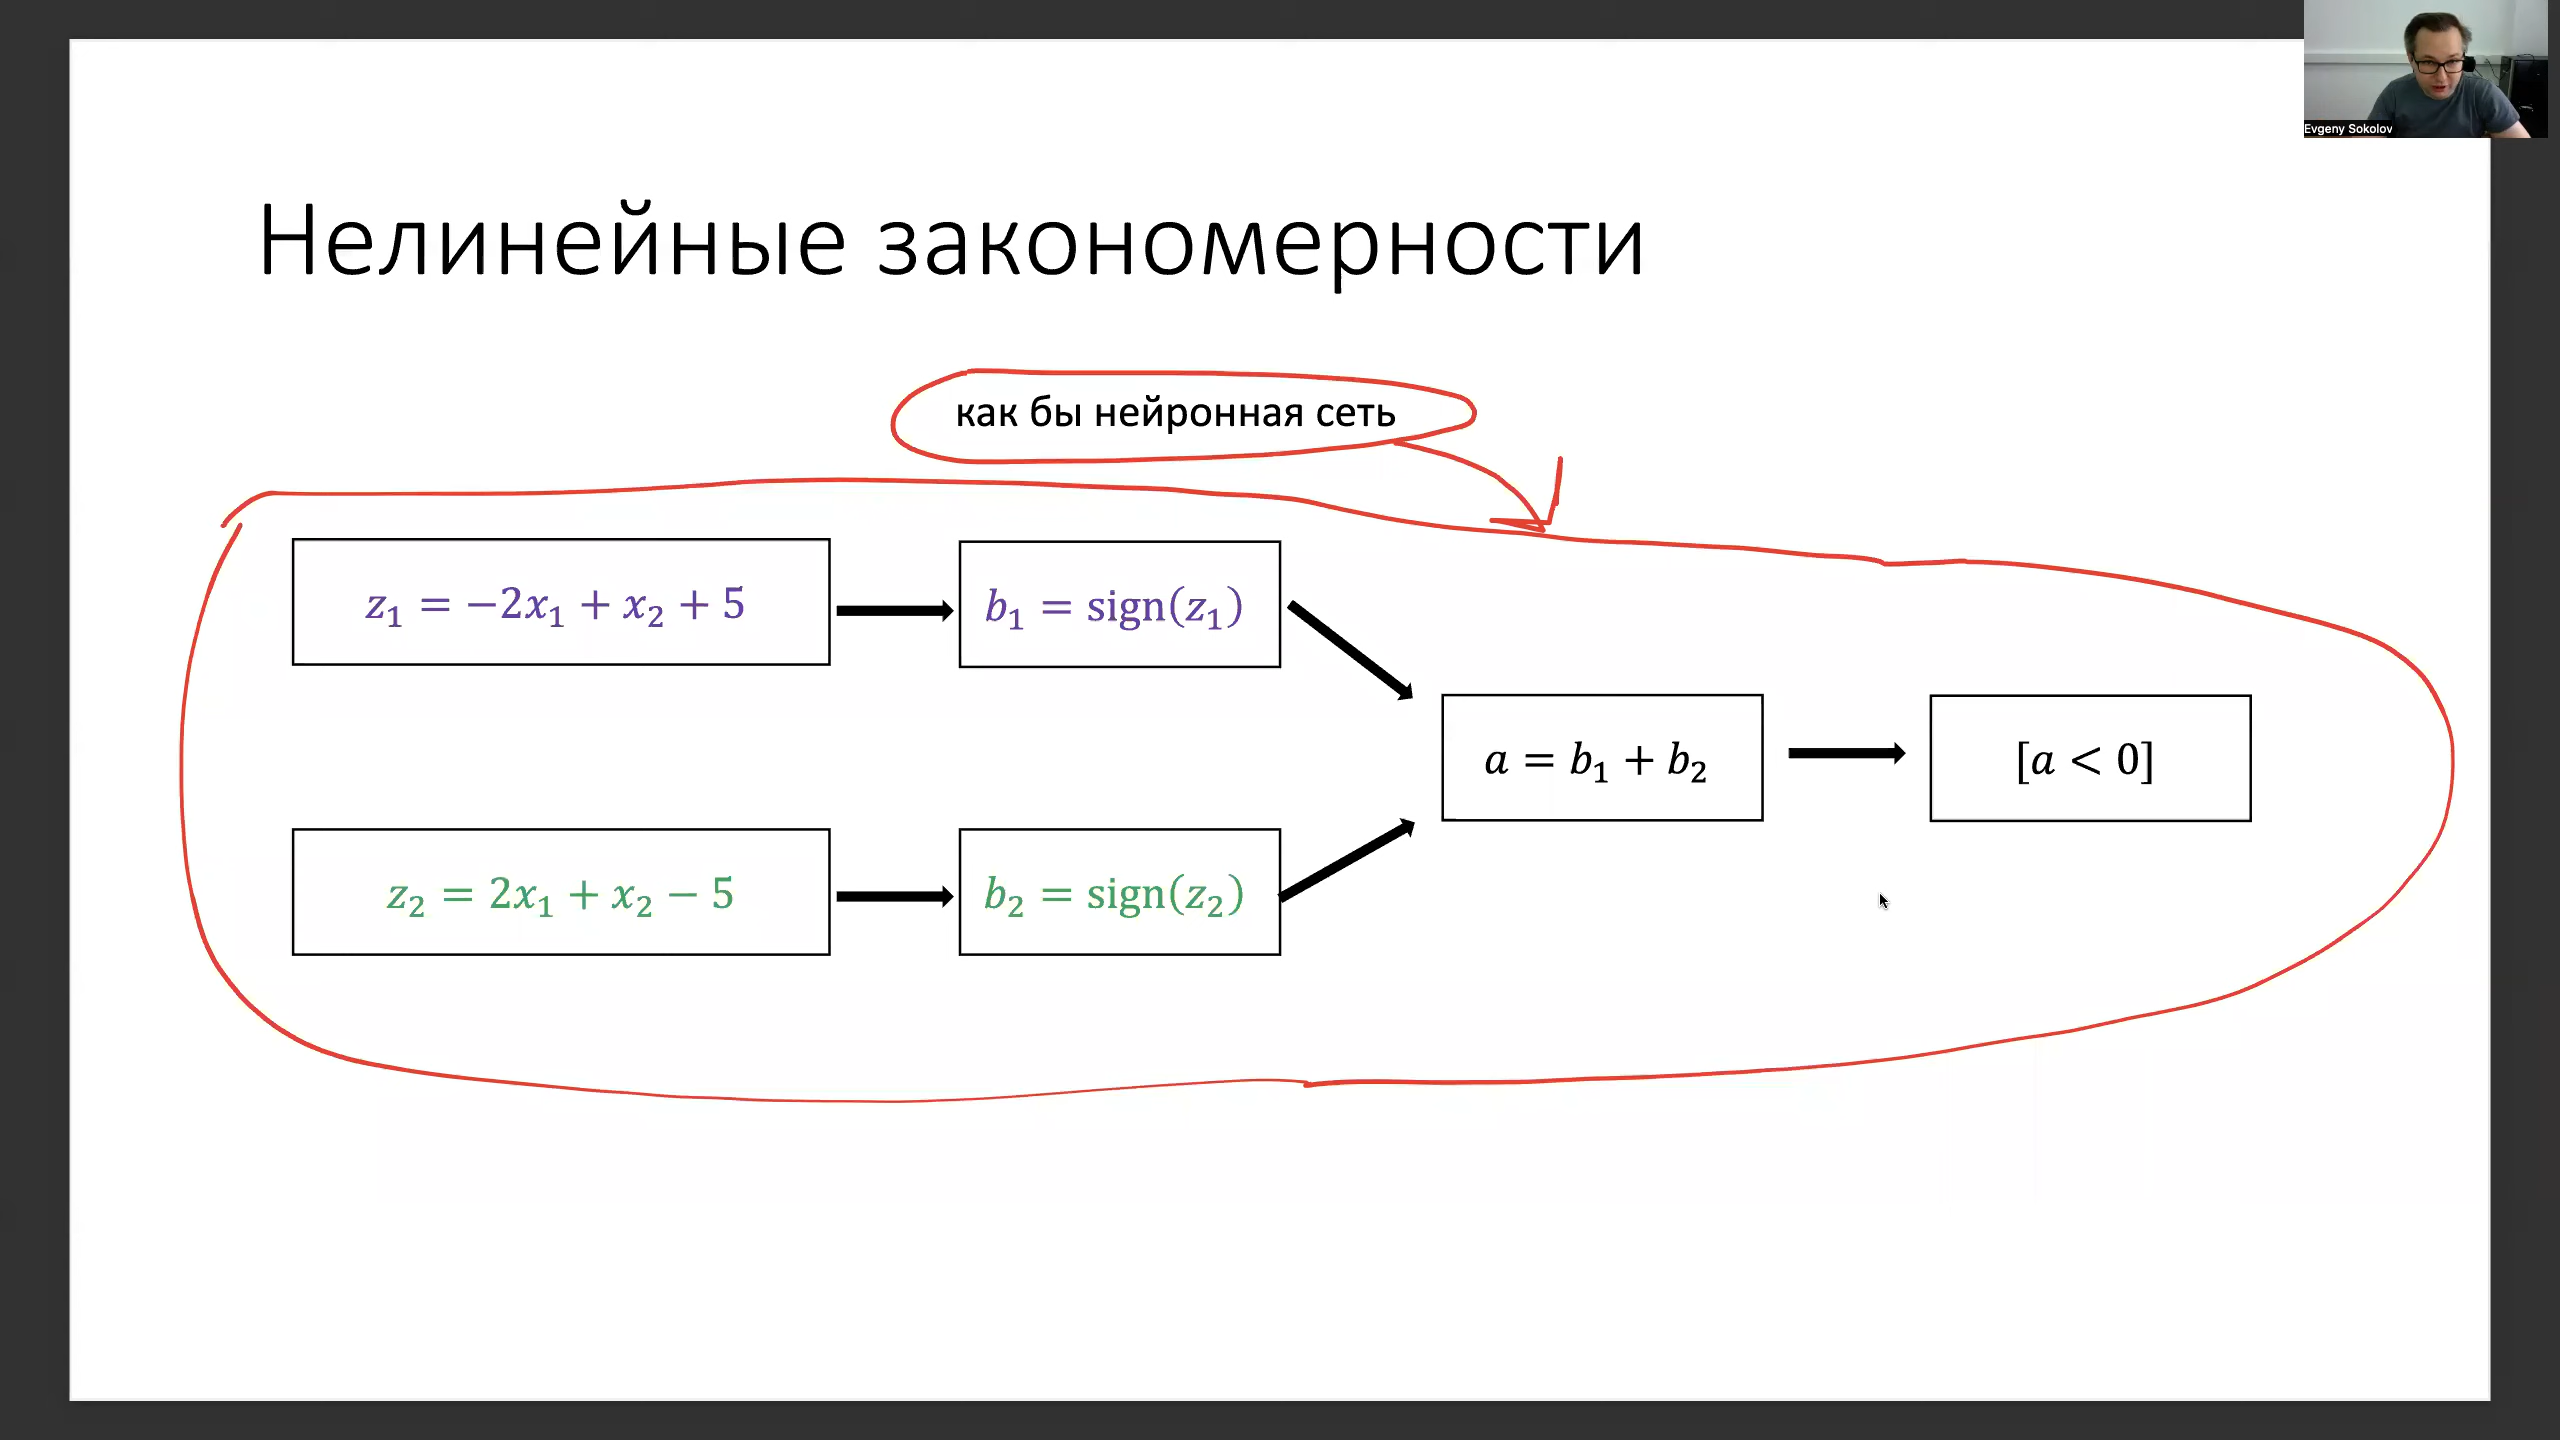 Evgeny Sokolov
Нелинейные закономерности
как бы нейронная сеть
z₁ = −2x₁ + x₂ + 5
b₁ = sign(z₁)
a = b₁ + b₂
[a < 0]
z₂ = 2x₁ + x₂ − 5
b₂ = sign(z₂)